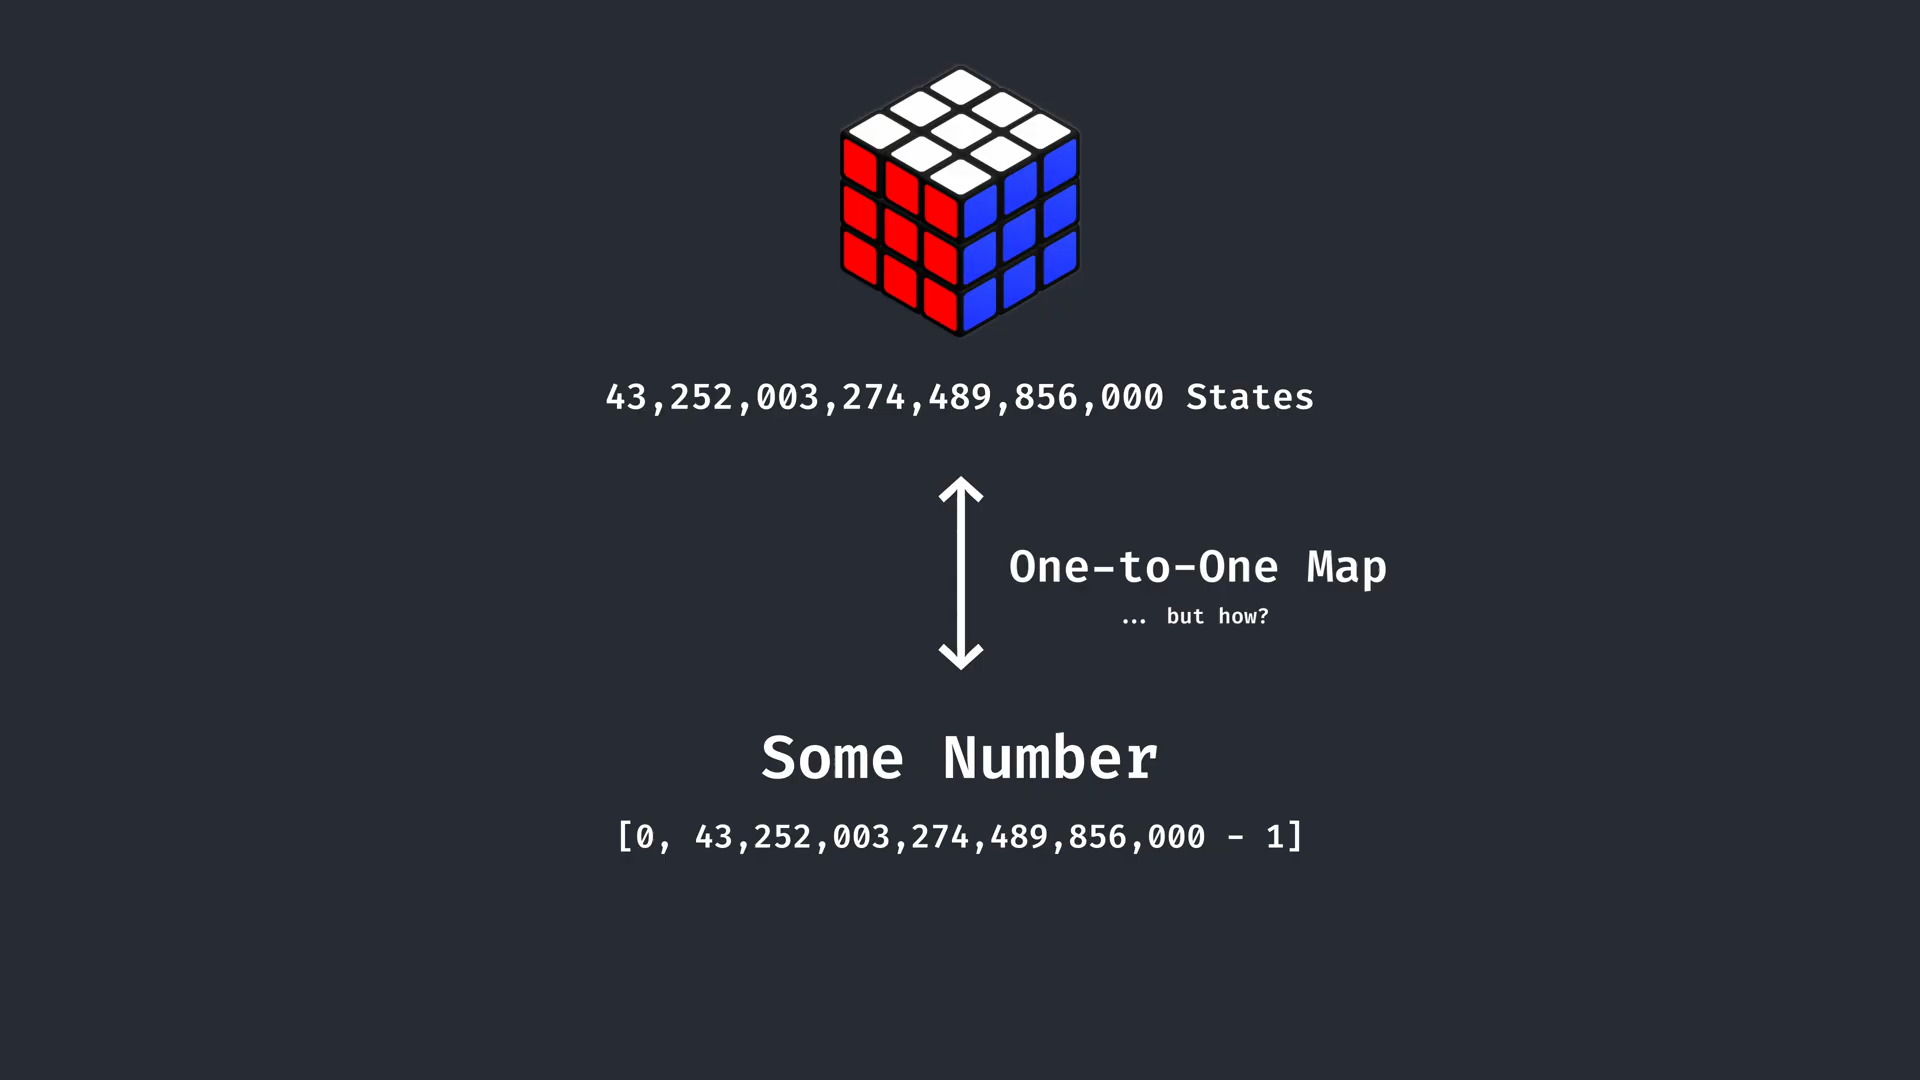 43,252,003,274,489,856,000 States
One-to-One Map
... but how?
Some Number
[0, 43,252,003,274,489,856,000 - 1]